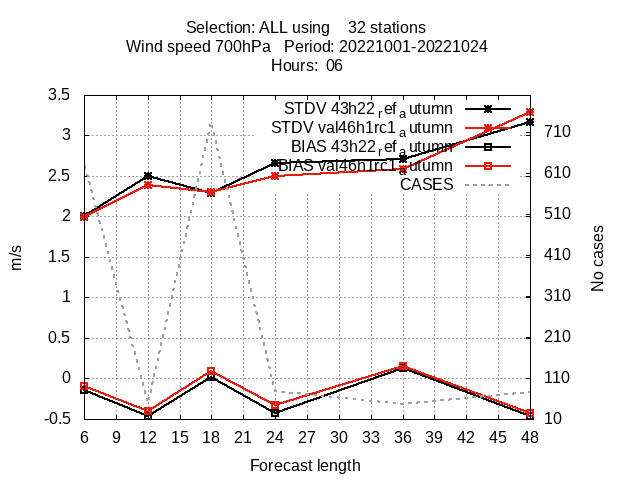 Selection: ALL using 32 stations
Wind speed 700hPa Period: 20221001-20221024
Hours: 06
STDV 43h22_ref_autumn
STDV val46h1rc1_autumn
BIAS 43h22_ref_autumn
BIAS val46h1rc1_autumn
CASES
3.5
3
2.5
2
1.5
1
0.5
0
-0.5
m/s
710
610
510
410
310
210
110
10
No cases
6 9 12 15 18 21 24 27 30 33 36 39 42 45 48
Forecast length